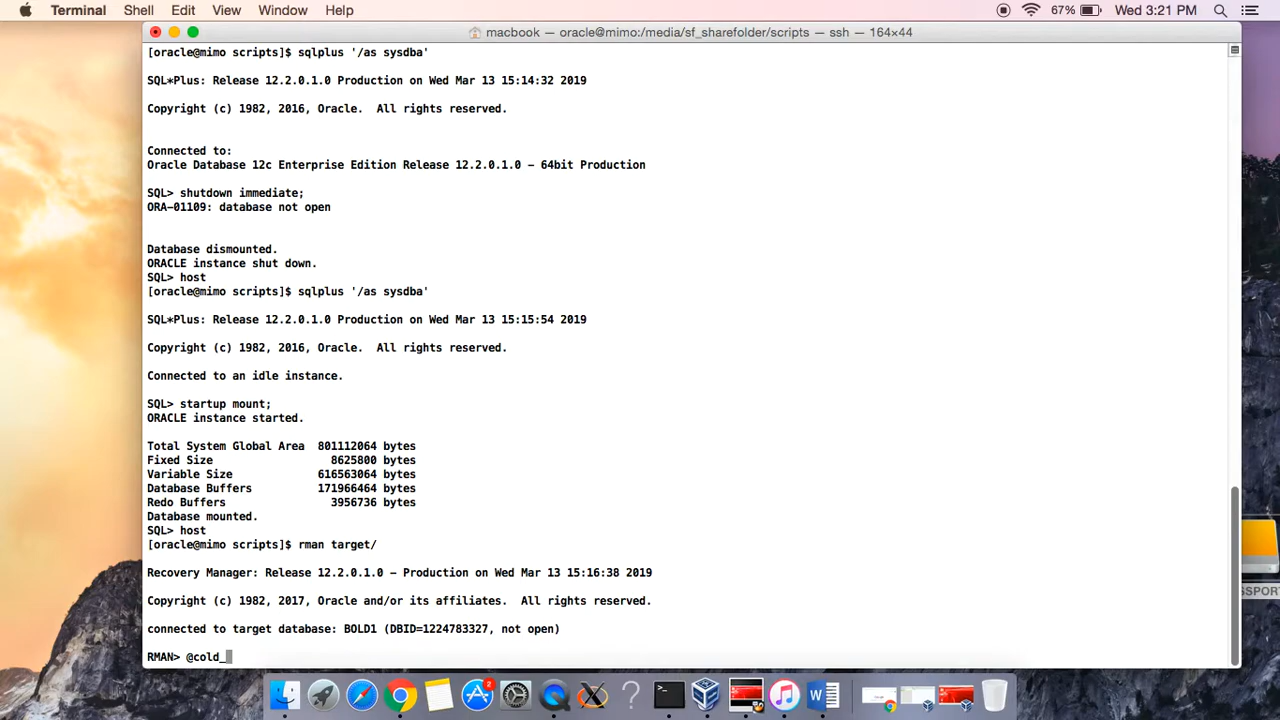 Terminal Shell Edit View Window Help 67% Wed 3:21 PM
macbook — oracle@mimo:/media/sf_sharefolder/scripts — ssh — 164×44
[oracle@mimo scripts]$ sqlplus '/as sysdba'
SQL*Plus: Release 12.2.0.1.0 Production on Wed Mar 13 15:14:32 2019
Copyright (c) 1982, 2016, Oracle.  All rights reserved.
Connected to:
Oracle Database 12c Enterprise Edition Release 12.2.0.1.0 - 64bit Production
SQL> shutdown immediate;
ORA-01109: database not open
Database dismounted.
ORACLE instance shut down.
SQL> host
[oracle@mimo scripts]$ sqlplus '/as sysdba'
SQL*Plus: Release 12.2.0.1.0 Production on Wed Mar 13 15:15:54 2019
Copyright (c) 1982, 2016, Oracle.  All rights reserved.
Connected to an idle instance.
SQL> startup mount;
ORACLE instance started.
Total System Global Area  801112064 bytes
Fixed Size                  8625800 bytes
Variable Size             616563064 bytes
Database Buffers          171966464 bytes
Redo Buffers                3956736 bytes
Database mounted.
SQL> host
[oracle@mimo scripts]$ rman target/
Recovery Manager: Release 12.2.0.1.0 - Production on Wed Mar 13 15:16:38 2019
Copyright (c) 1982, 2017, Oracle and/or its affiliates.  All rights reserved.
connected to target database: BOLD1 (DBID=1224783327, not open)
RMAN> @cold_
SSPORT
2